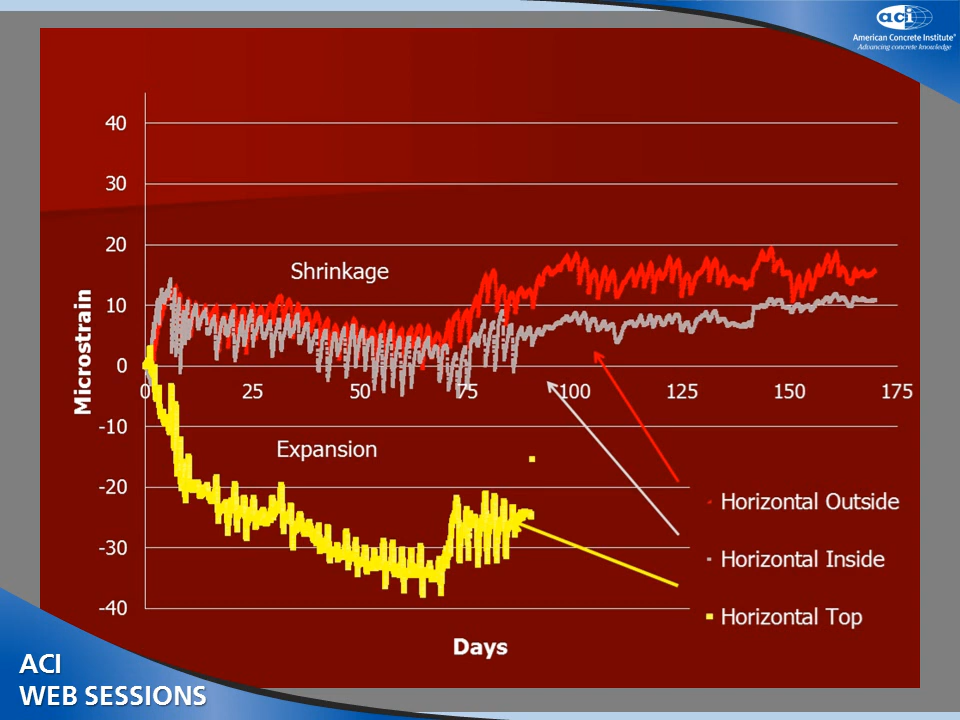 aci
American Concrete Institute®
Advancing concrete knowledge
40
30
20
10
0
-10
-20
-30
-40
Microstrain
Shrinkage
0 25 50 75 100 125 150 175
Expansion
Horizontal Outside
Horizontal Inside
Horizontal Top
Days
ACI
WEB SESSIONS